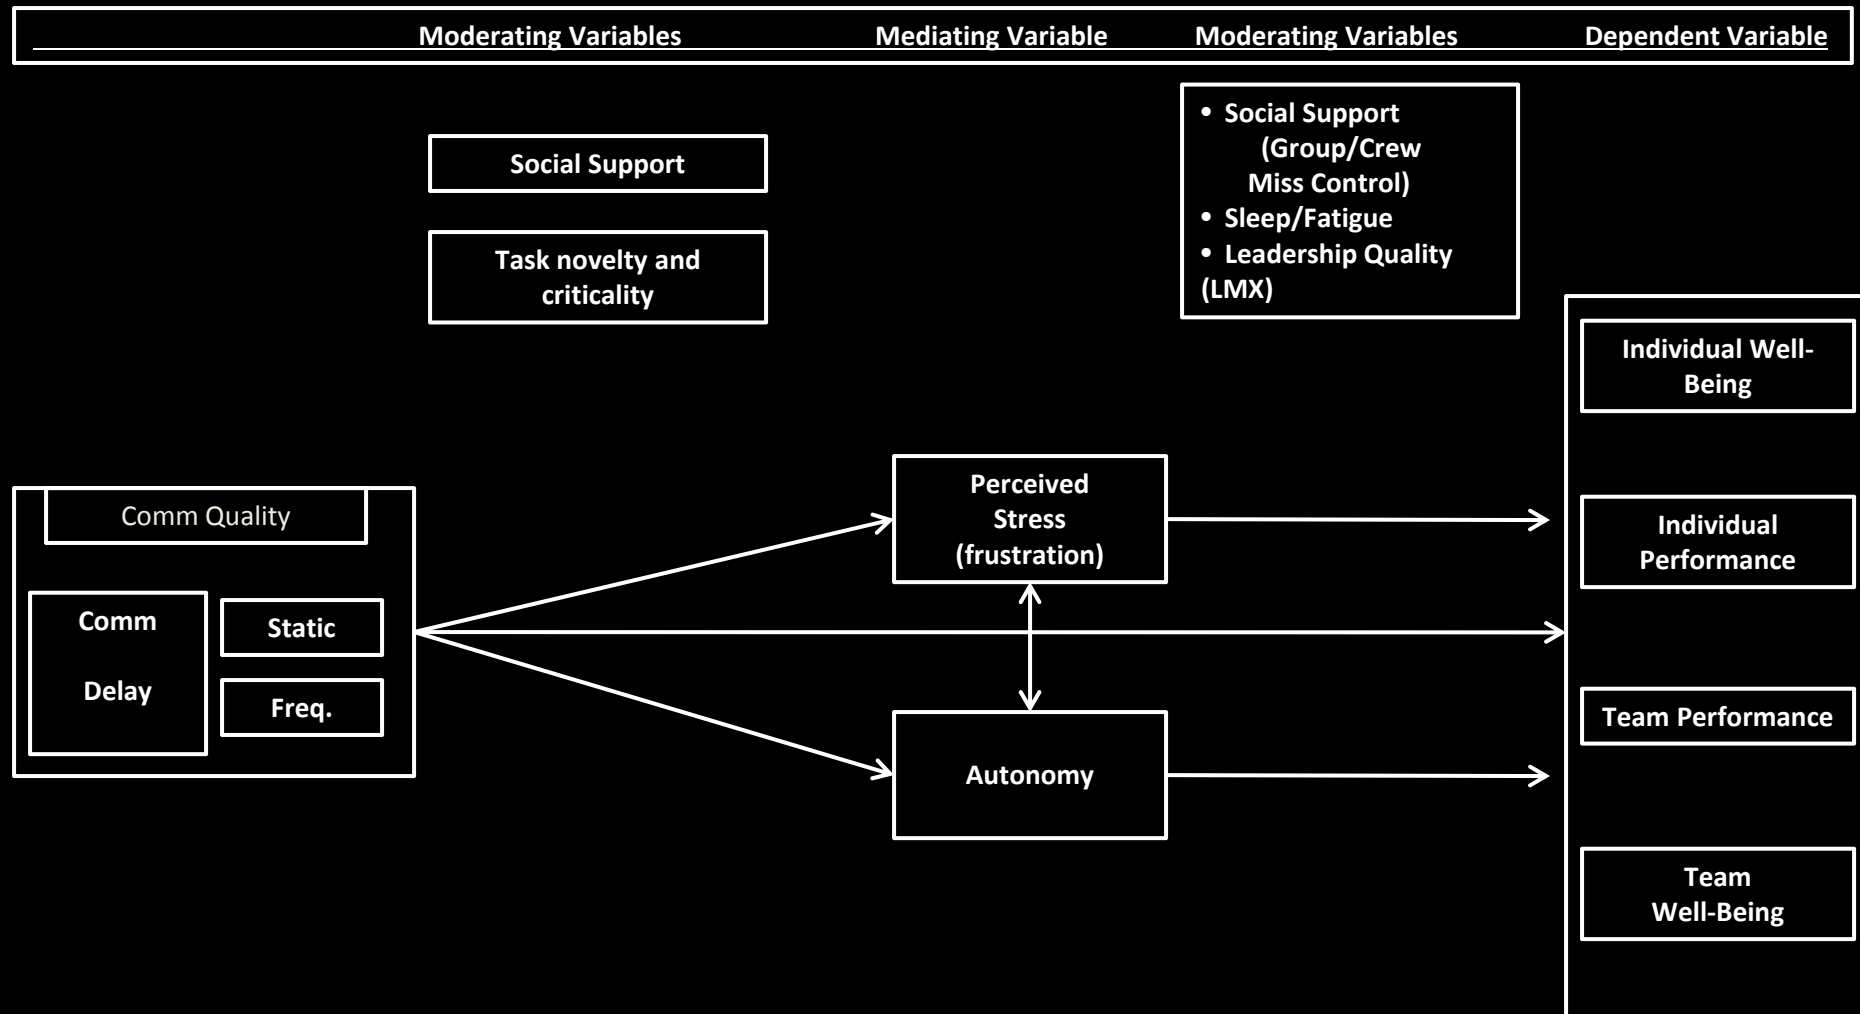 Moderating Variables Mediating Variable Moderating Variables Dependent Variable
Social Support
Task novelty and
criticality
• Social Support
(Group/Crew
Miss Control)
• Sleep/Fatigue
• Leadership Quality
(LMX)
Comm Quality
Comm
Delay
Static
Freq.
Perceived
Stress
(frustration)
Autonomy
Individual Well-
Being
Individual
Performance
Team Performance
Team
Well-Being